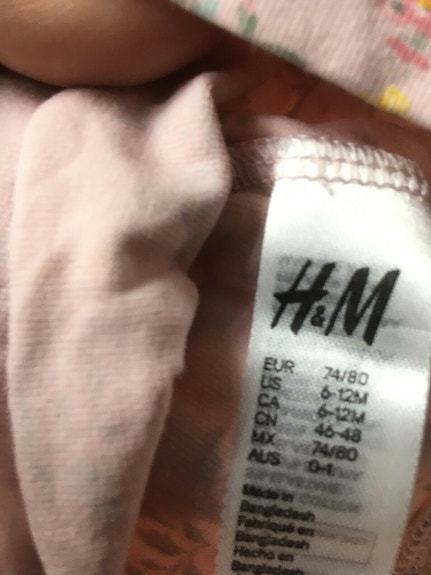 H&M
EUR 74/80
US 6-12M
CA 6-12M
CN 46-48
MX 74/80
AUS 0-1
Made in
Bangladesh
Fabriqué en
Bangladesh
Hecho en
Bangladesh